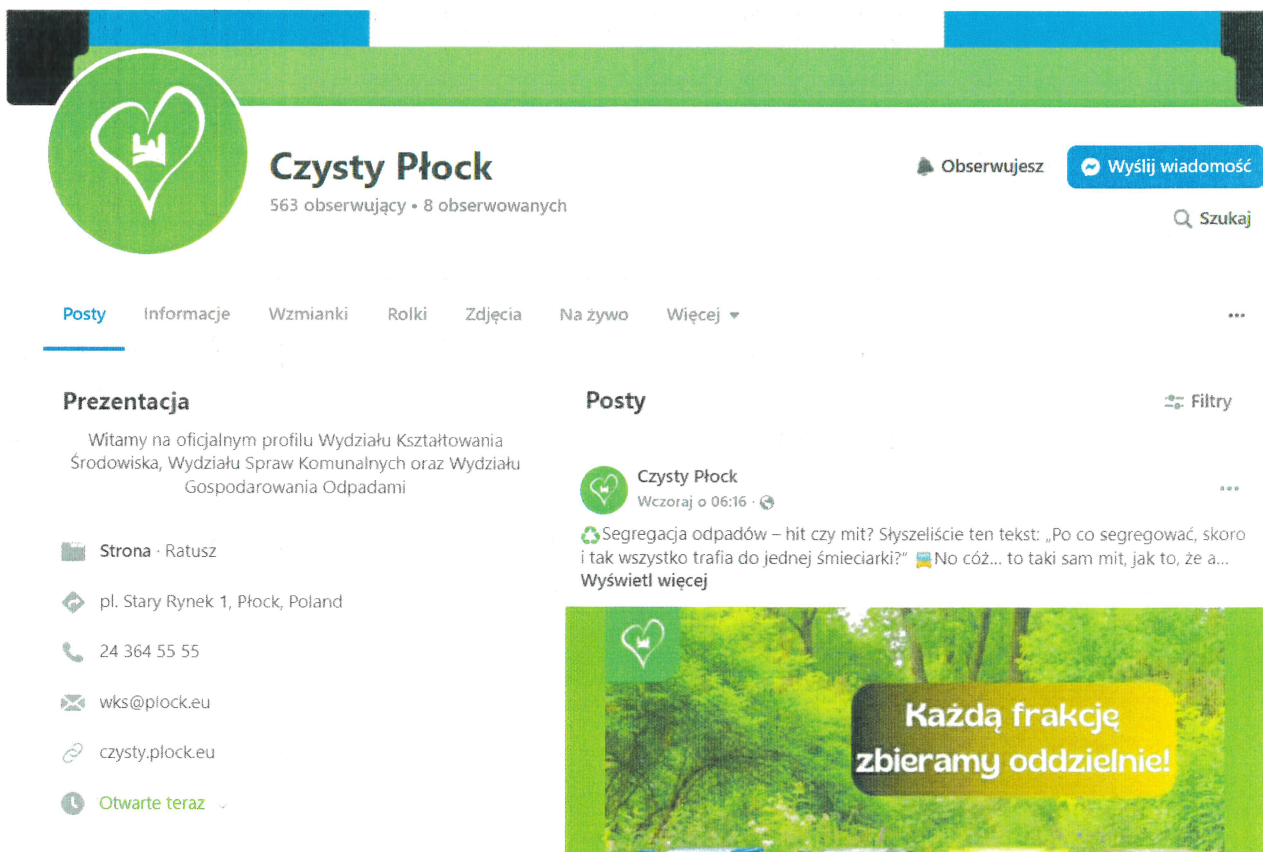 Czysty Płock
563 obserwujący • 8 obserwowanych
Obserwujesz
Wyślij wiadomość
Szukaj
Posty
Informacje
Wzmianki
Rolki
Zdjęcia
Na żywo
Więcej
Prezentacja
Witamy na oficjalnym profilu Wydziału Kształtowania
Środowiska, Wydziału Spraw Komunalnych oraz Wydziału
Gospodarowania Odpadami
Strona · Ratusz
pl. Stary Rynek 1, Płock, Poland
24 364 55 55
wks@plock.eu
czysty.plock.eu
Otwarte teraz
Posty
Filtry
Czysty Płock
Wczoraj o 06:16 ·
Segregacja odpadów – hit czy mit? Słyszeliście ten tekst: „Po co segregować, skoro
i tak wszystko trafia do jednej śmieciarki?" No cóż... to taki sam mit, jak to, że a...
Wyświetl więcej
Każdą frakcję
zbieramy oddzielnie!